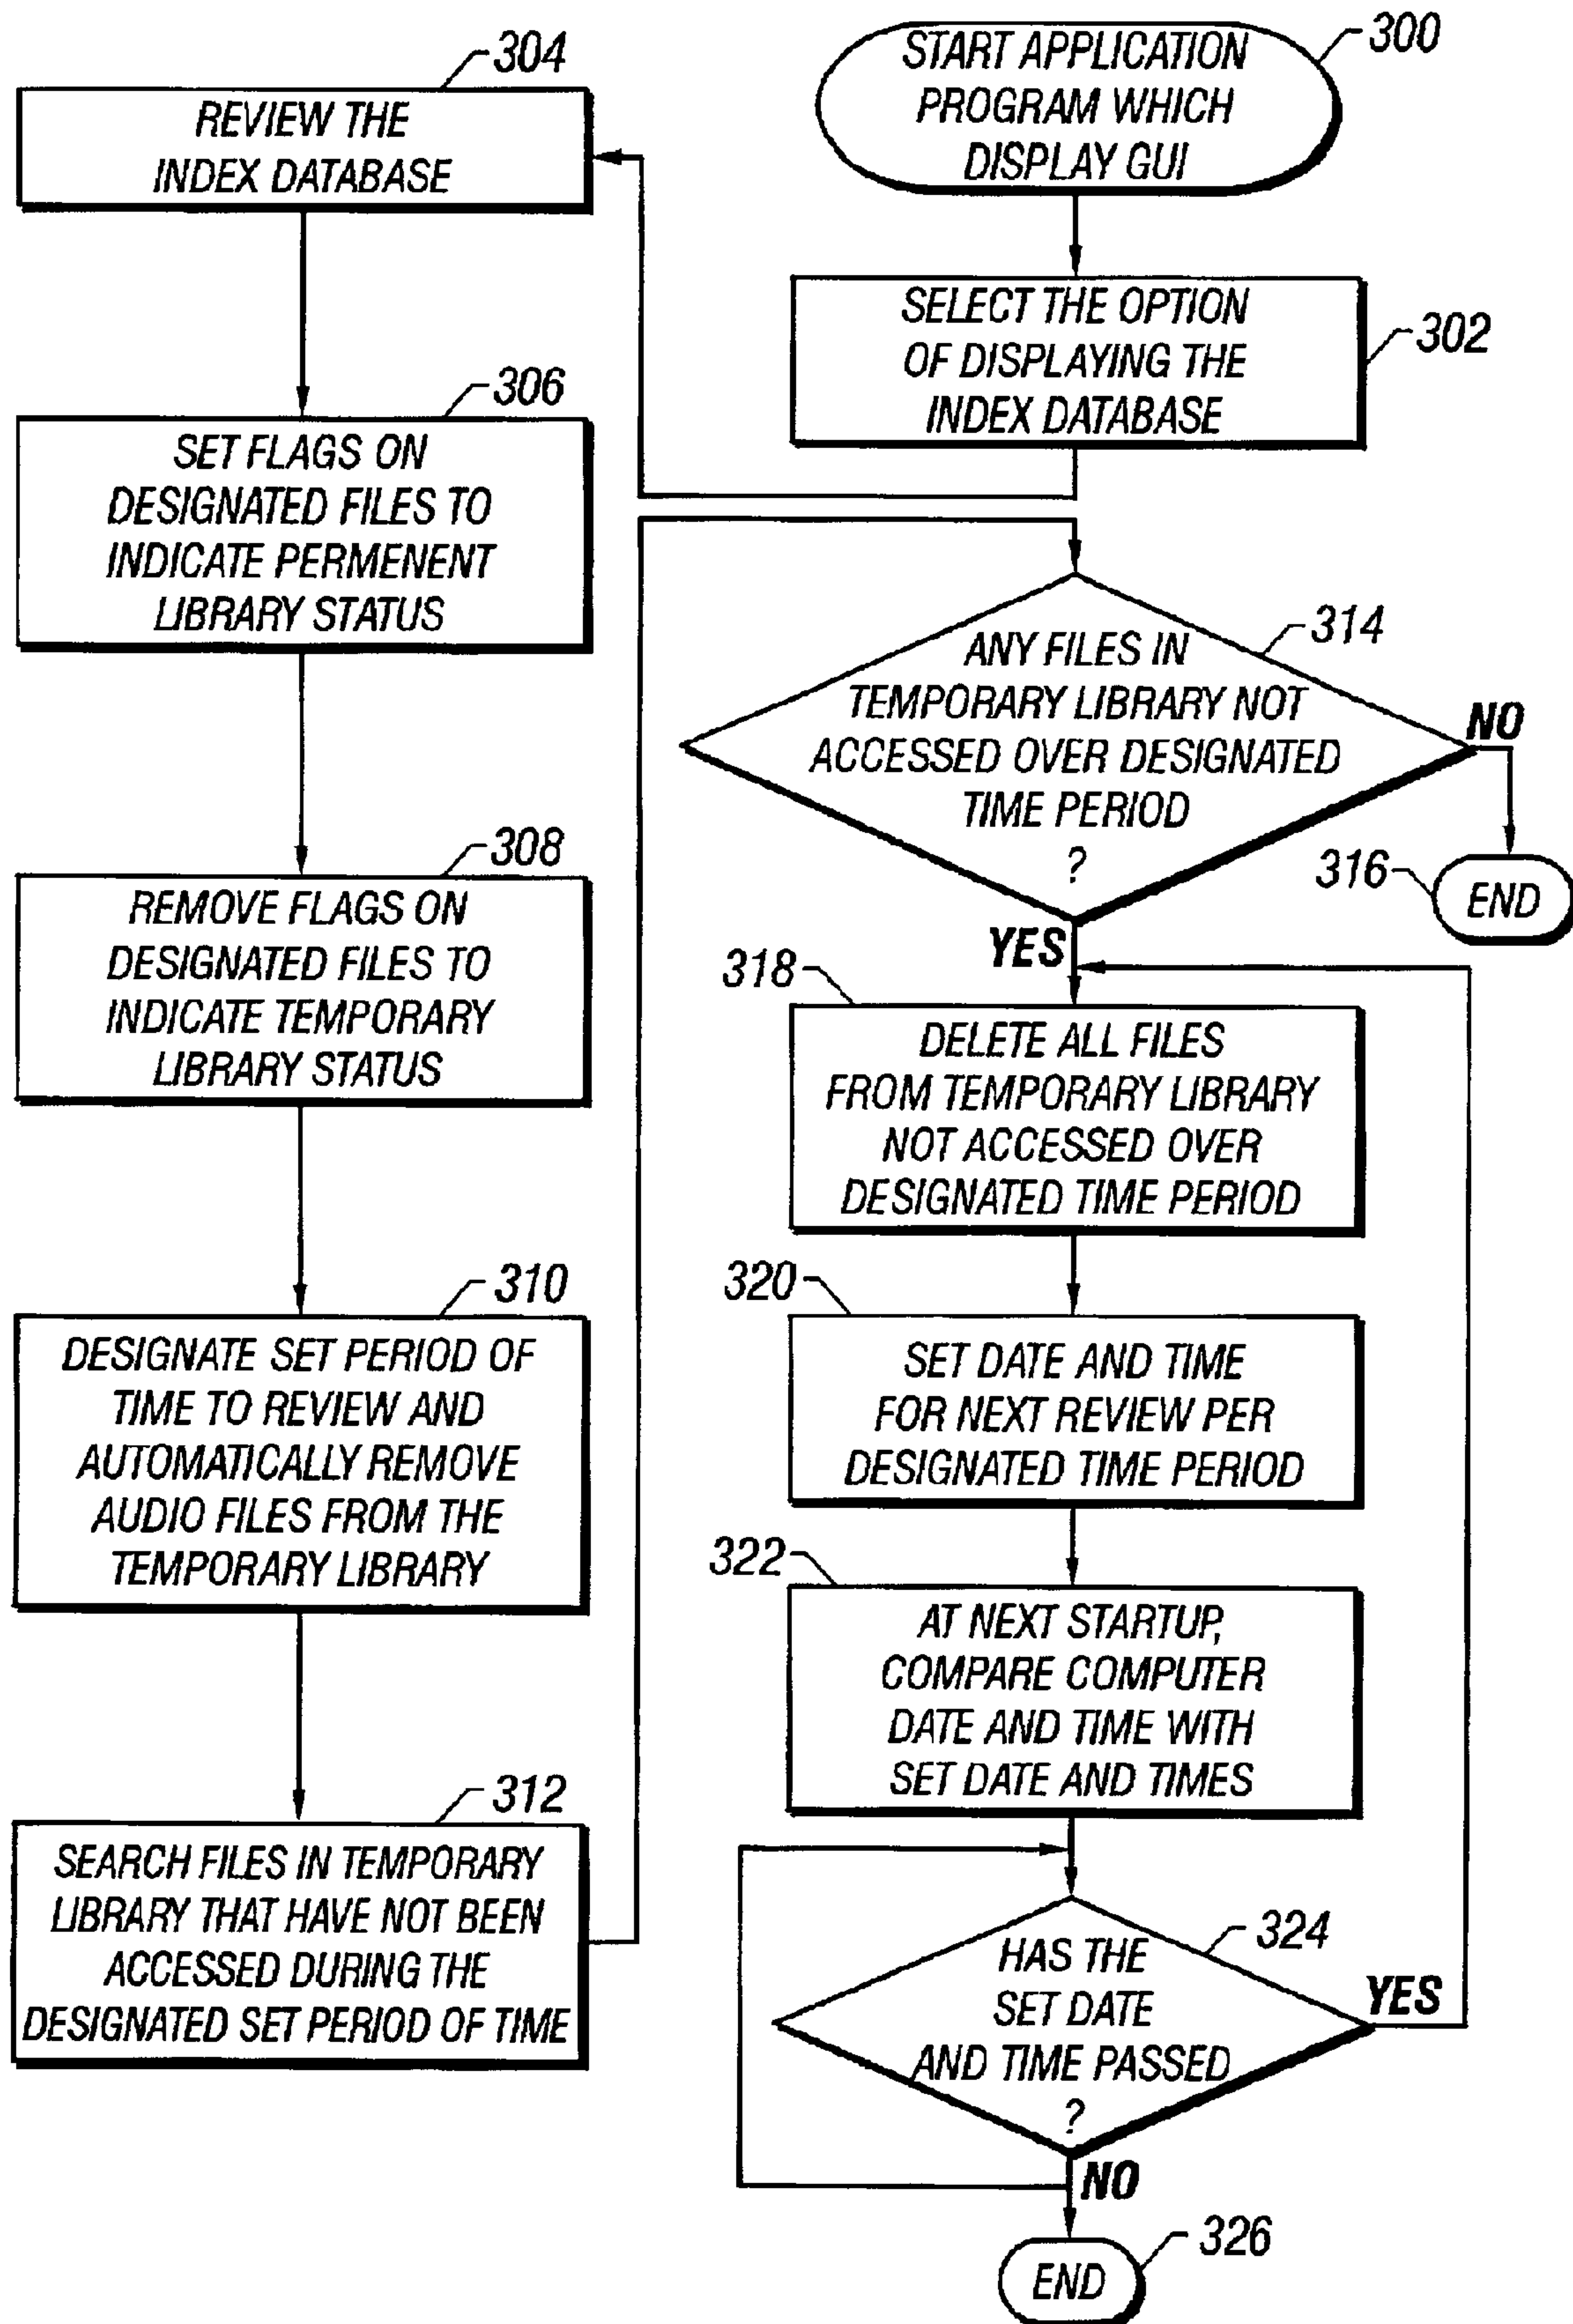 300
START APPLICATION
PROGRAM WHICH
DISPLAY GUI
302
SELECT THE OPTION
OF DISPLAYING THE
INDEX DATABASE
304
REVIEW THE
INDEX DATABASE
306
SET FLAGS ON
DESIGNATED FILES TO
INDICATE PERMENENT
LIBRARY STATUS
308
REMOVE FLAGS ON
DESIGNATED FILES TO
INDICATE TEMPORARY
LIBRARY STATUS
310
DESIGNATE SET PERIOD OF
TIME TO REVIEW AND
AUTOMATICALLY REMOVE
AUDIO FILES FROM THE
TEMPORARY LIBRARY
312
SEARCH FILES IN TEMPORARY
LIBRARY THAT HAVE NOT BEEN
ACCESSED DURING THE
DESIGNATED SET PERIOD OF TIME
314
ANY FILES IN
TEMPORARY LIBRARY NOT
ACCESSED OVER DESIGNATED
TIME PERIOD
?
NO
316
END
YES
318
DELETE ALL FILES
FROM TEMPORARY LIBRARY
NOT ACCESSED OVER
DESIGNATED TIME PERIOD
320
SET DATE AND TIME
FOR NEXT REVIEW PER
DESIGNATED TIME PERIOD
322
AT NEXT STARTUP,
COMPARE COMPUTER
DATE AND TIME WITH
SET DATE AND TIMES
324
HAS THE
SET DATE
AND TIME PASSED
?
YES
NO
326
END